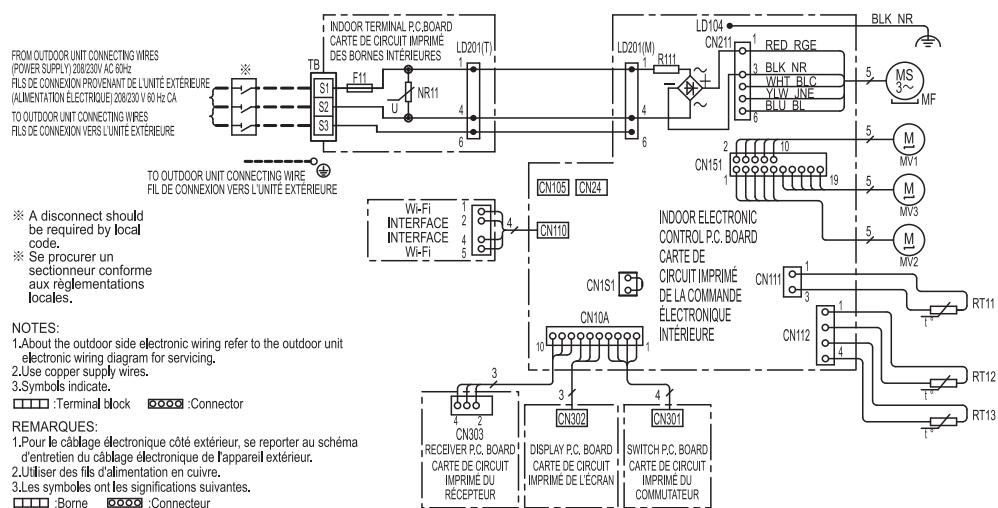 BLK NR
LD104
INDOOR TERMINAL P.C.BOARD
CARTE DE CIRCUIT IMPRIMÉ
DES BORNES INTÉRIEURES
LD201(T)
LD201(M)
CN211
RED RGE
FROM OUTDOOR UNIT CONNECTING WIRES
(POWER SUPPLY) 208/230V AC 60Hz
FILS DE CONNEXION PROVENANT DE L'UNITÉ EXTÉRIEURE
(ALIMENTATION ÉLECTRIQUE) 208/230 V 60 Hz CA
TO OUTDOOR UNIT CONNECTING WIRES
FILS DE CONNEXION VERS L'UNITÉ EXTÉRIEURE
※
TB
S1
S2
S3
F11
NR11
U
1
4
6
1
4
6
R111
+
1
3
6
BLK NR
WHT BLC
YLW JNE
BLU BL
5
MS
3~
MF
TO OUTDOOR UNIT CONNECTING WIRE
FIL DE CONNEXION VERS L'UNITÉ EXTÉRIEURE
2
10
CN151
1
19
5
M
MV1
5
M
MV3
5
M
MV2
CN105
CN24
CN110
Wi-Fi
INTERFACE
INTERFACE
Wi-Fi
1
2
4
5
4
※ A disconnect should
be required by local
code.
※ Se procurer un
sectionneur conforme
aux règlementations
locales.
INDOOR ELECTRONIC
CONTROL P.C. BOARD
CARTE DE
CIRCUIT IMPRIMÉ
DE LA COMMANDE
ÉLECTRONIQUE
INTÉRIEURE
CN1S1
CN111
1
3
RT11
t°
CN112
1
4
RT12
t°
RT13
t°
CN10A
10
1
NOTES:
1.About the outdoor side electronic wiring refer to the outdoor unit
electronic wiring diagram for servicing.
2.Use copper supply wires.
3.Symbols indicate.
:Terminal block :Connector
REMARQUES:
1.Pour le câblage électronique côté extérieur, se reporter au schéma
d'entretien du câblage électronique de l'appareil extérieur.
2.Utiliser des fils d'alimentation en cuivre.
3.Les symboles ont les significations suivantes.
:Borne :Connecteur
3
4 2
CN303
RECEIVER P.C. BOARD
CARTE DE CIRCUIT
IMPRIMÉ DU
RÉCEPTEUR
3
CN302
DISPLAY P.C. BOARD
CARTE DE CIRCUIT
IMPRIMÉ DE L'ÉCRAN
4
CN301
SWITCH P.C. BOARD
CARTE DE CIRCUIT
IMPRIMÉ DU
COMMUTATEUR